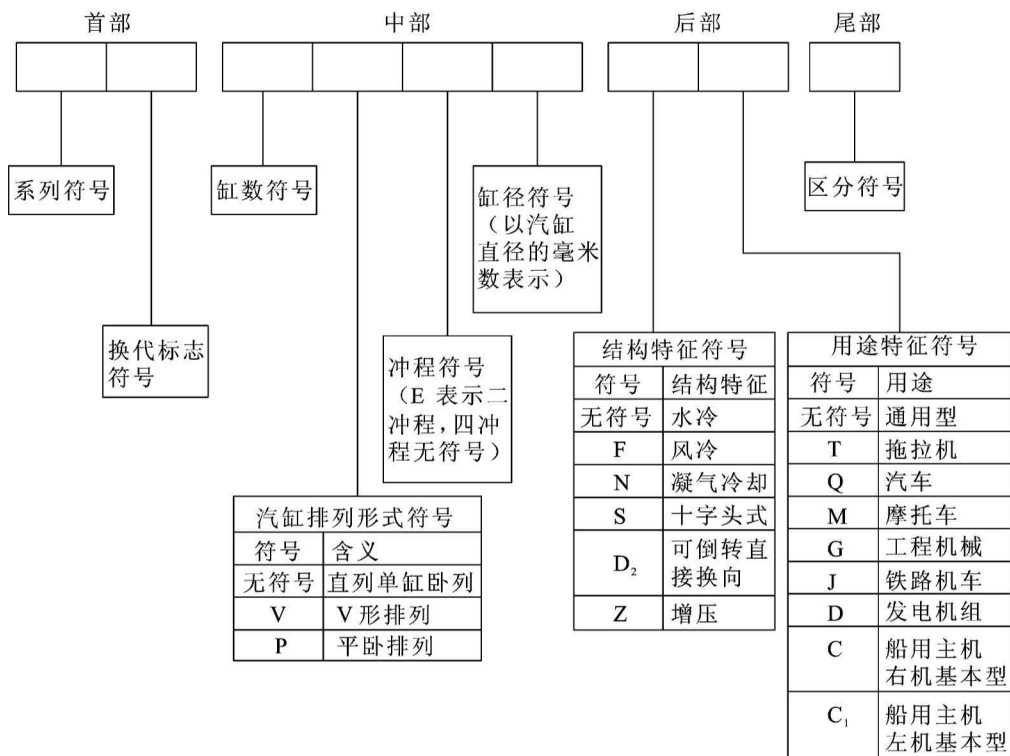 首部
中部
后部
尾部
系列符号
缸数符号
缸径符号
（以汽缸
直径的毫米
数表示）
区分符号
换代标志
符号
冲程符号
（E 表示二
冲程，四冲
程无符号）
汽缸排列形式符号
符号 含义
无符号 直列单缸卧列
V V形排列
P 平卧排列
结构特征符号
符号 结构特征
无符号 水冷
F 风冷
N 凝气冷却
S 十字头式
D₂ 可倒转直
接换向
Z 增压
用途特征符号
符号 用途
无符号 通用型
T 拖拉机
Q 汽车
M 摩托车
G 工程机械
J 铁路机车
D 发电机组
C 船用主机
右机基本型
C₁ 船用主机
左机基本型